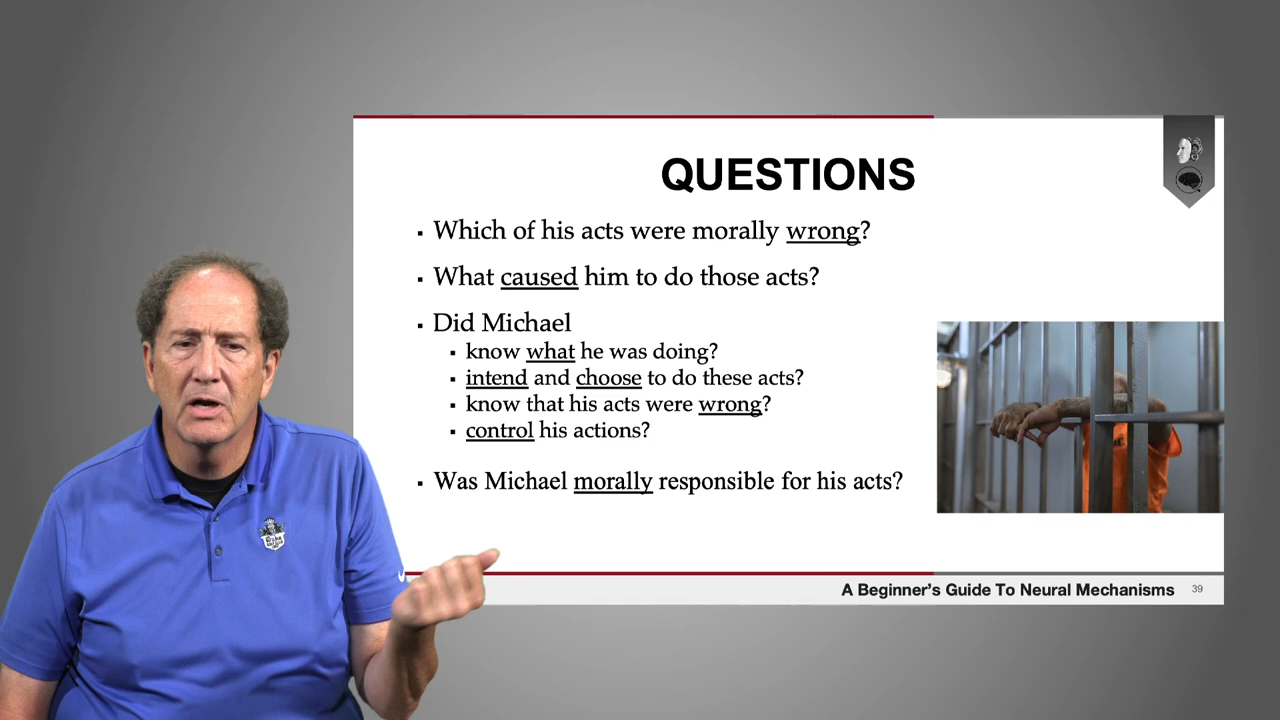 QUESTIONS
▪ Which of his acts were morally wrong?
▪ What caused him to do those acts?
▪ Did Michael
▪ know what he was doing?
▪ intend and choose to do these acts?
▪ know that his acts were wrong?
▪ control his actions?
▪ Was Michael morally responsible for his acts?
A Beginner's Guide To Neural Mechanisms 39